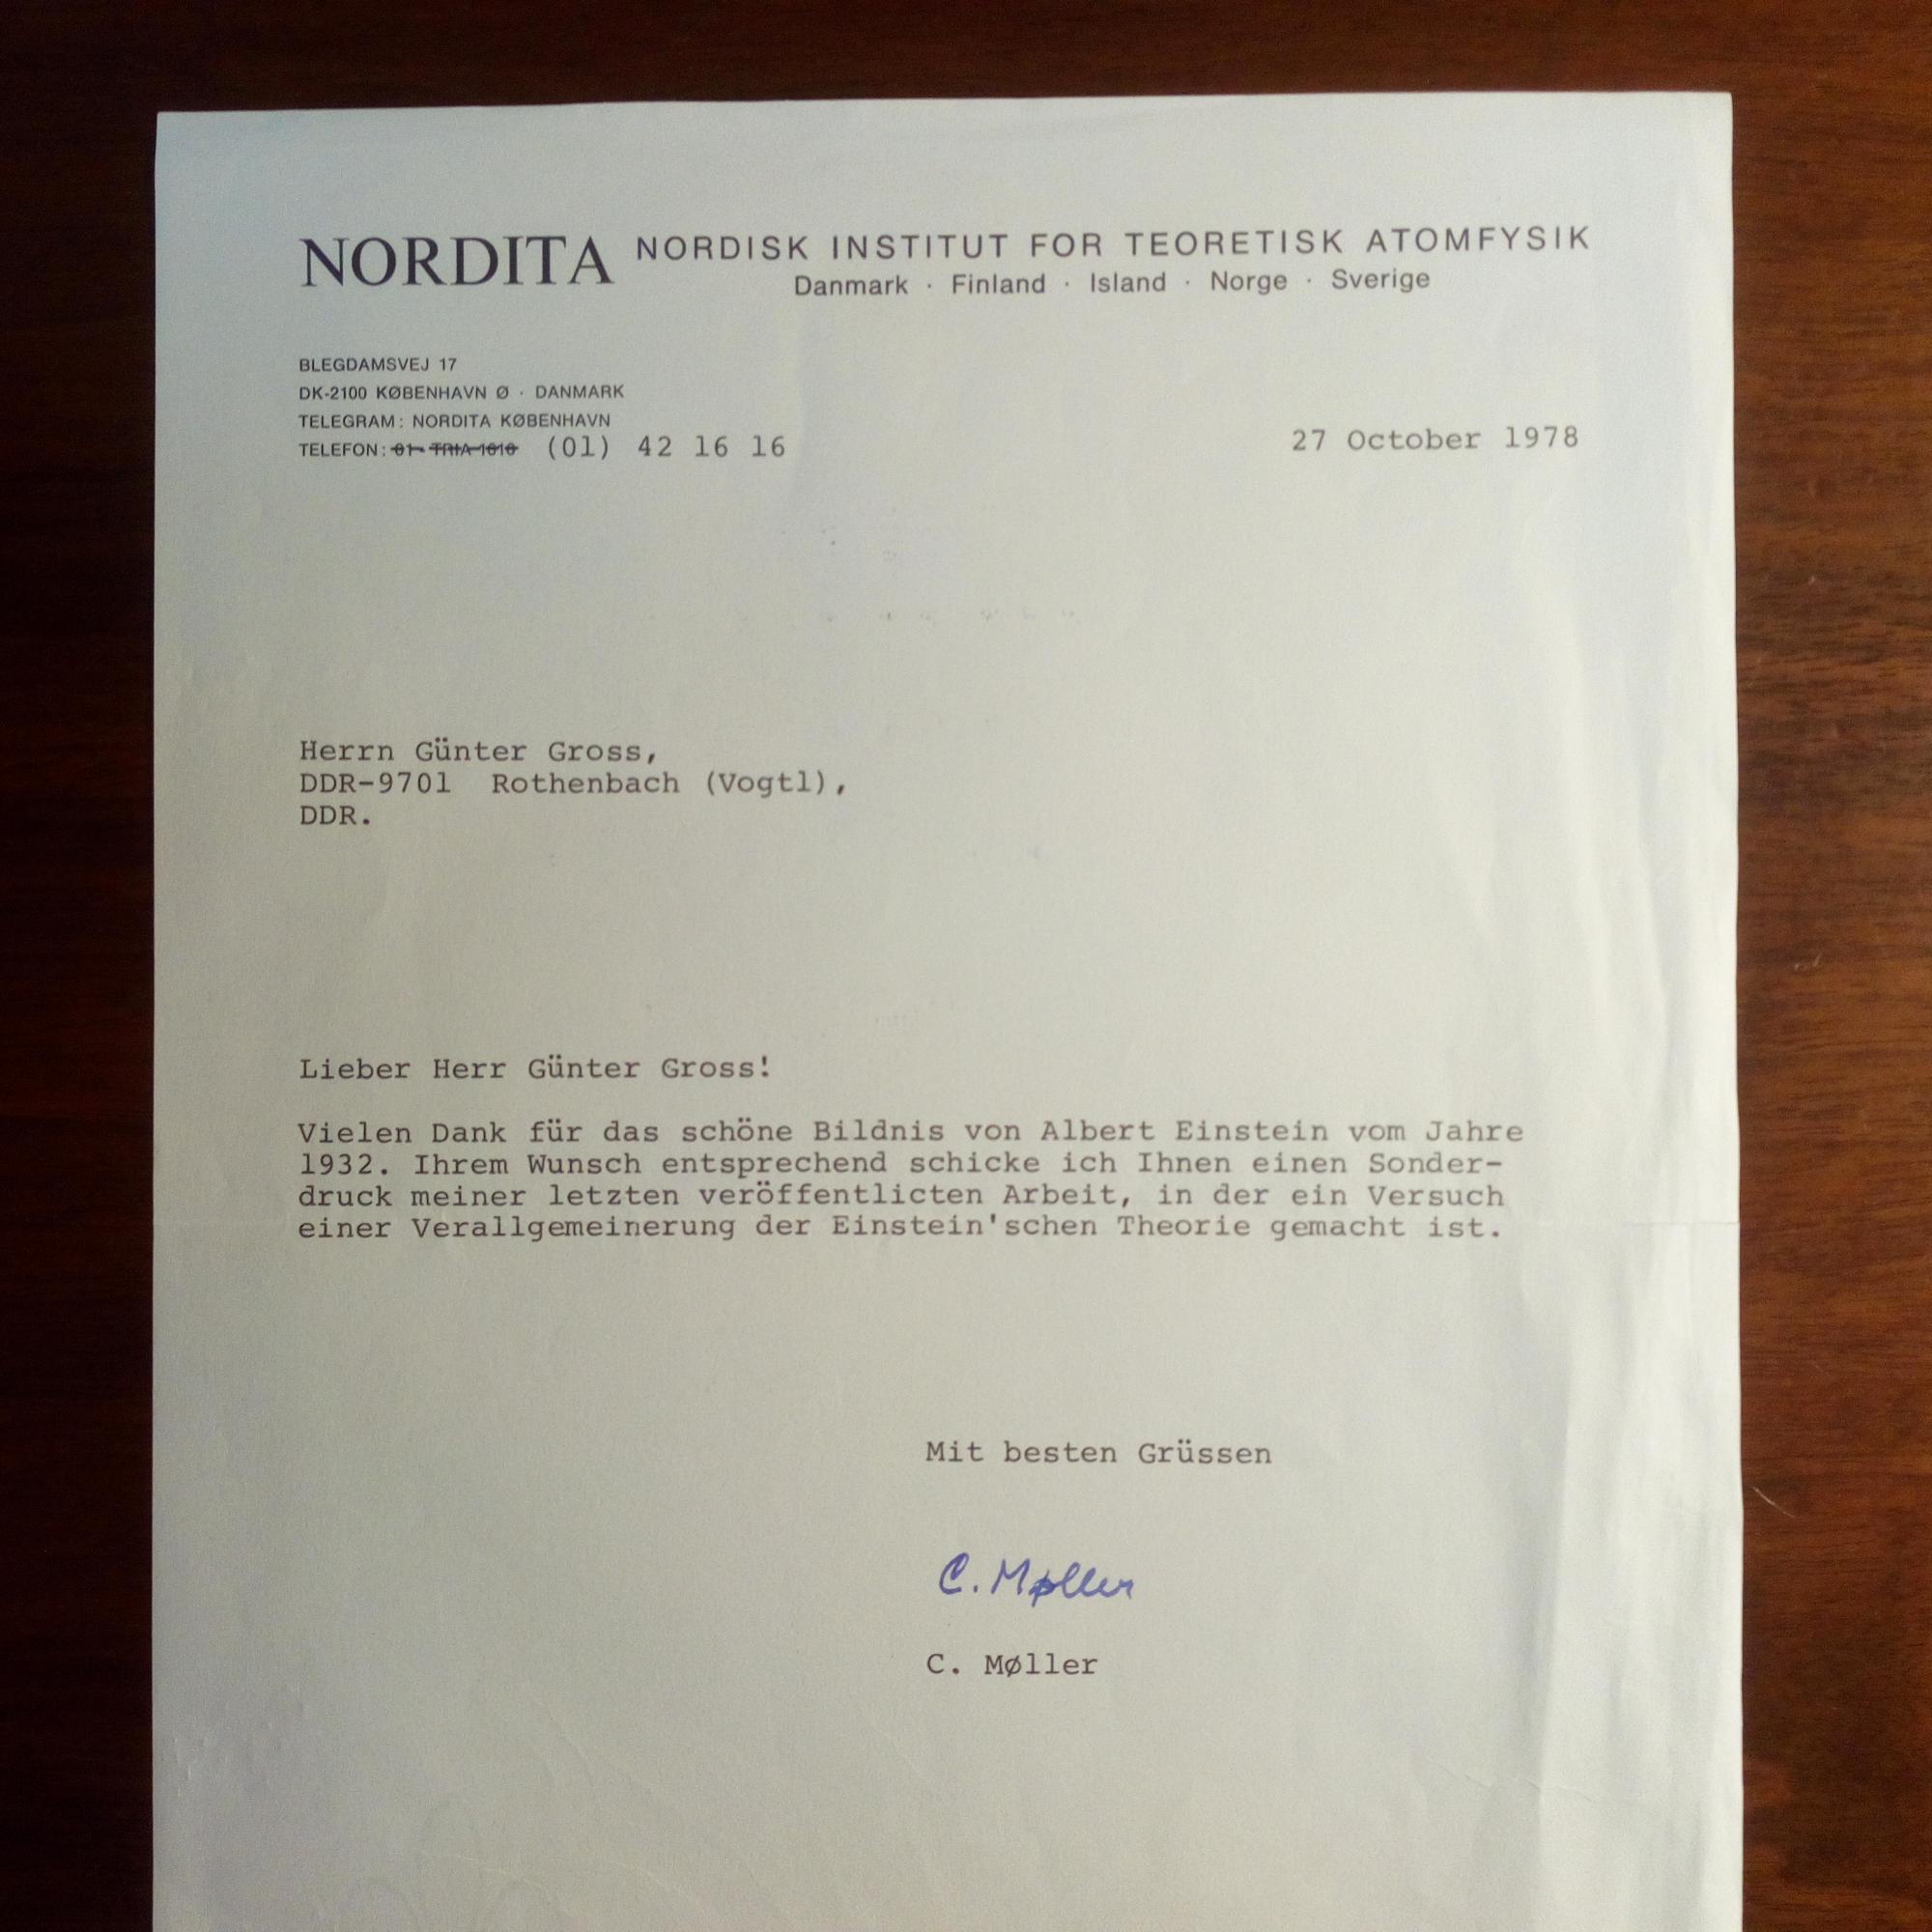 NORDITA NORDISK INSTITUT FOR TEORETISK ATOMFYSIK
Danmark · Finland · Island · Norge · Sverige
BLEGDAMSVEJ 17
DK-2100 KØBENHAVN Ø · DANMARK
TELEGRAM: NORDITA KØBENHAVN
TELEFON: 01- TRIA 1616 (01) 42 16 16
27 October 1978
Herrn Günter Gross,
DDR-9701 Rothenbach (Vogtl),
DDR.
Lieber Herr Günter Gross!
Vielen Dank für das schöne Bildnis von Albert Einstein vom Jahre
1932. Ihrem Wunsch entsprechend schicke ich Ihnen einen Sonder-
druck meiner letzten veröffentlicten Arbeit, in der ein Versuch
einer Verallgemeinerung der Einstein'schen Theorie gemacht ist.
Mit besten Grüssen
C. Møller
C. Møller